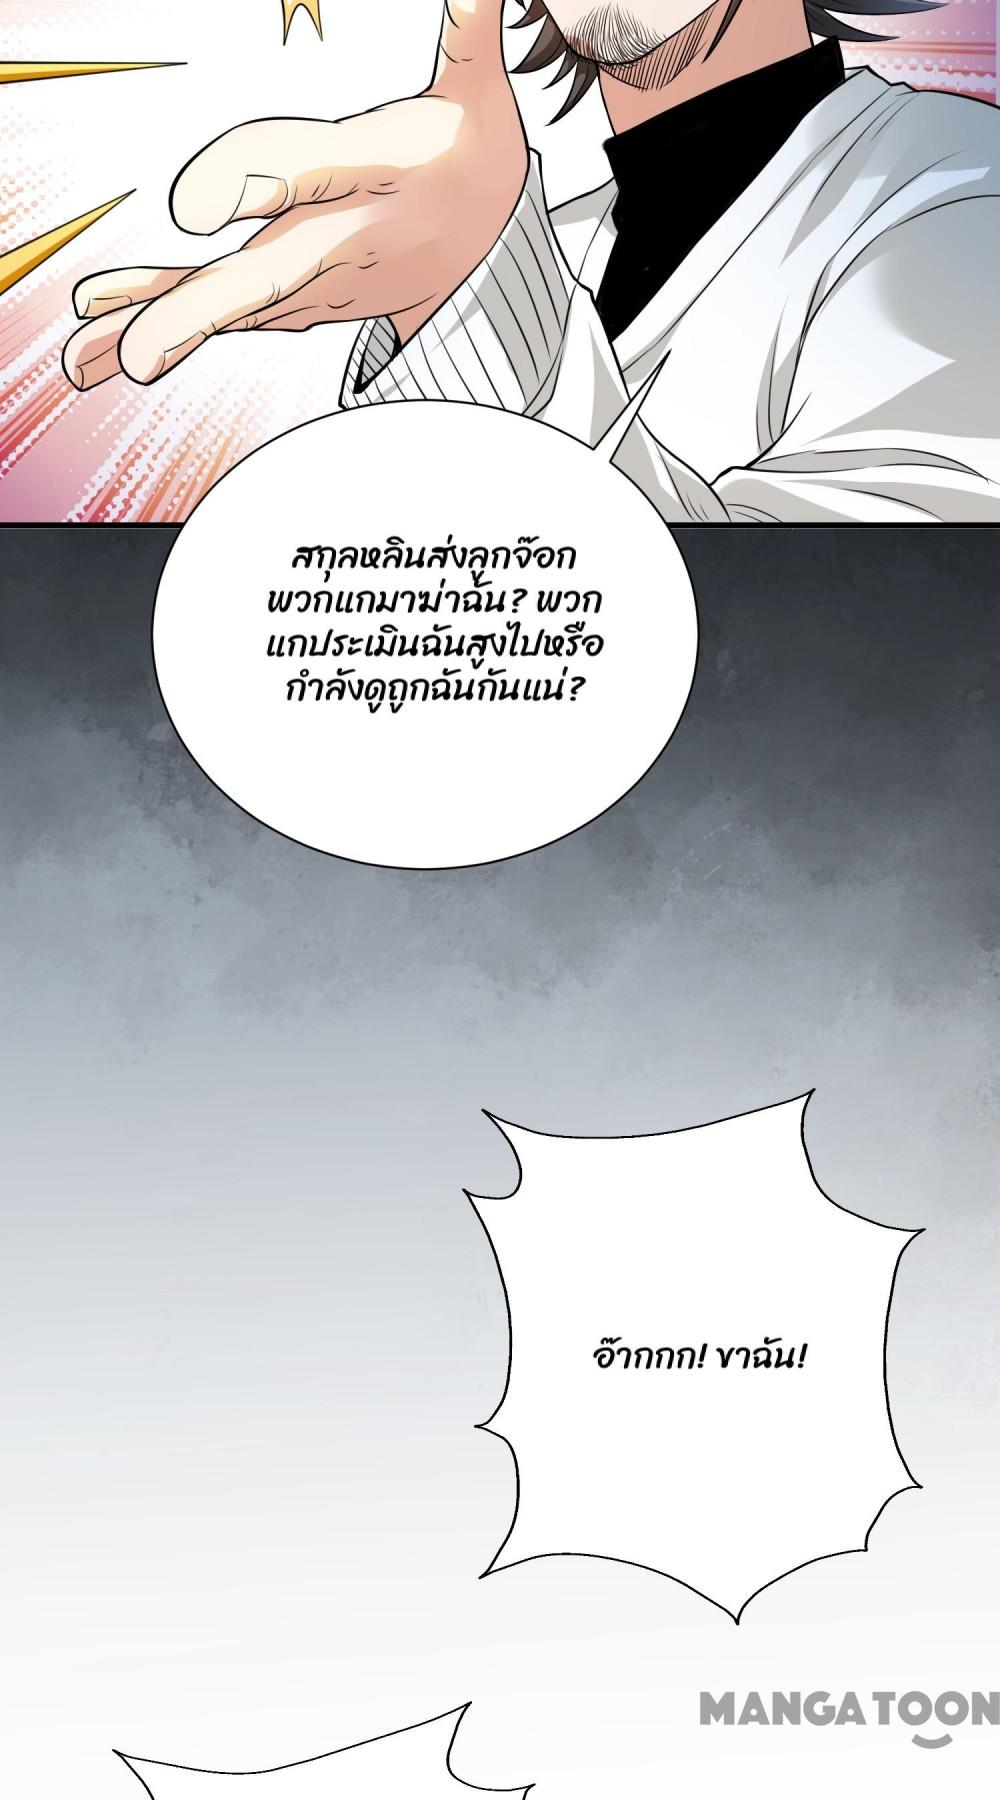 สกุลหลินส่งลูกจ๊อก
พวกแกมาฆ่าฉัน? พวก
แกประเมินฉันสูงไปหรือ
กำลังดูถูกฉันกันแน่?
อ๊ากกก! ขาฉัน!
MANGATOON